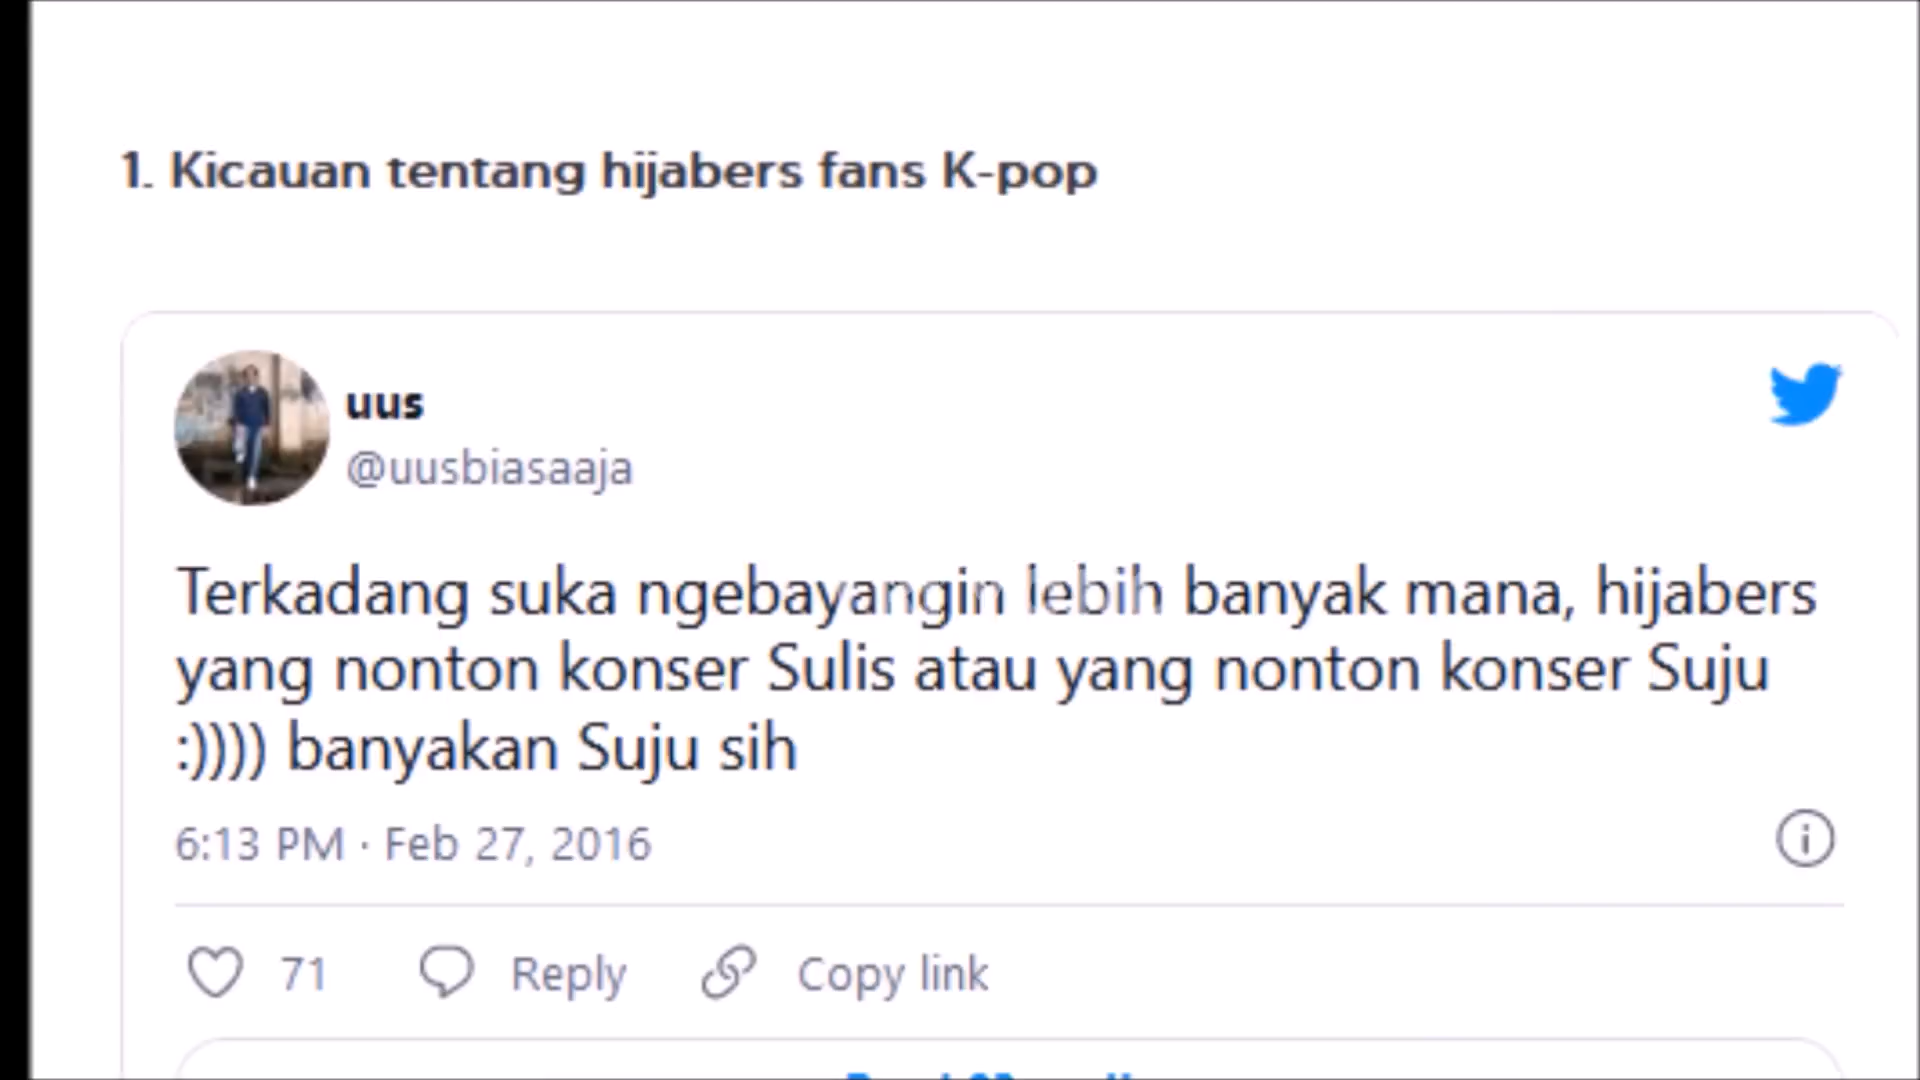 1. Kicauan tentang hijabers fans K-pop
uus
@uusbiasaaja
Terkadang suka ngebayangin lebih banyak mana, hijabers
yang nonton konser Sulis atau yang nonton konser Suju
:)))) banyakan Suju sih
6:13 PM · Feb 27, 2016
71 Reply Copy link